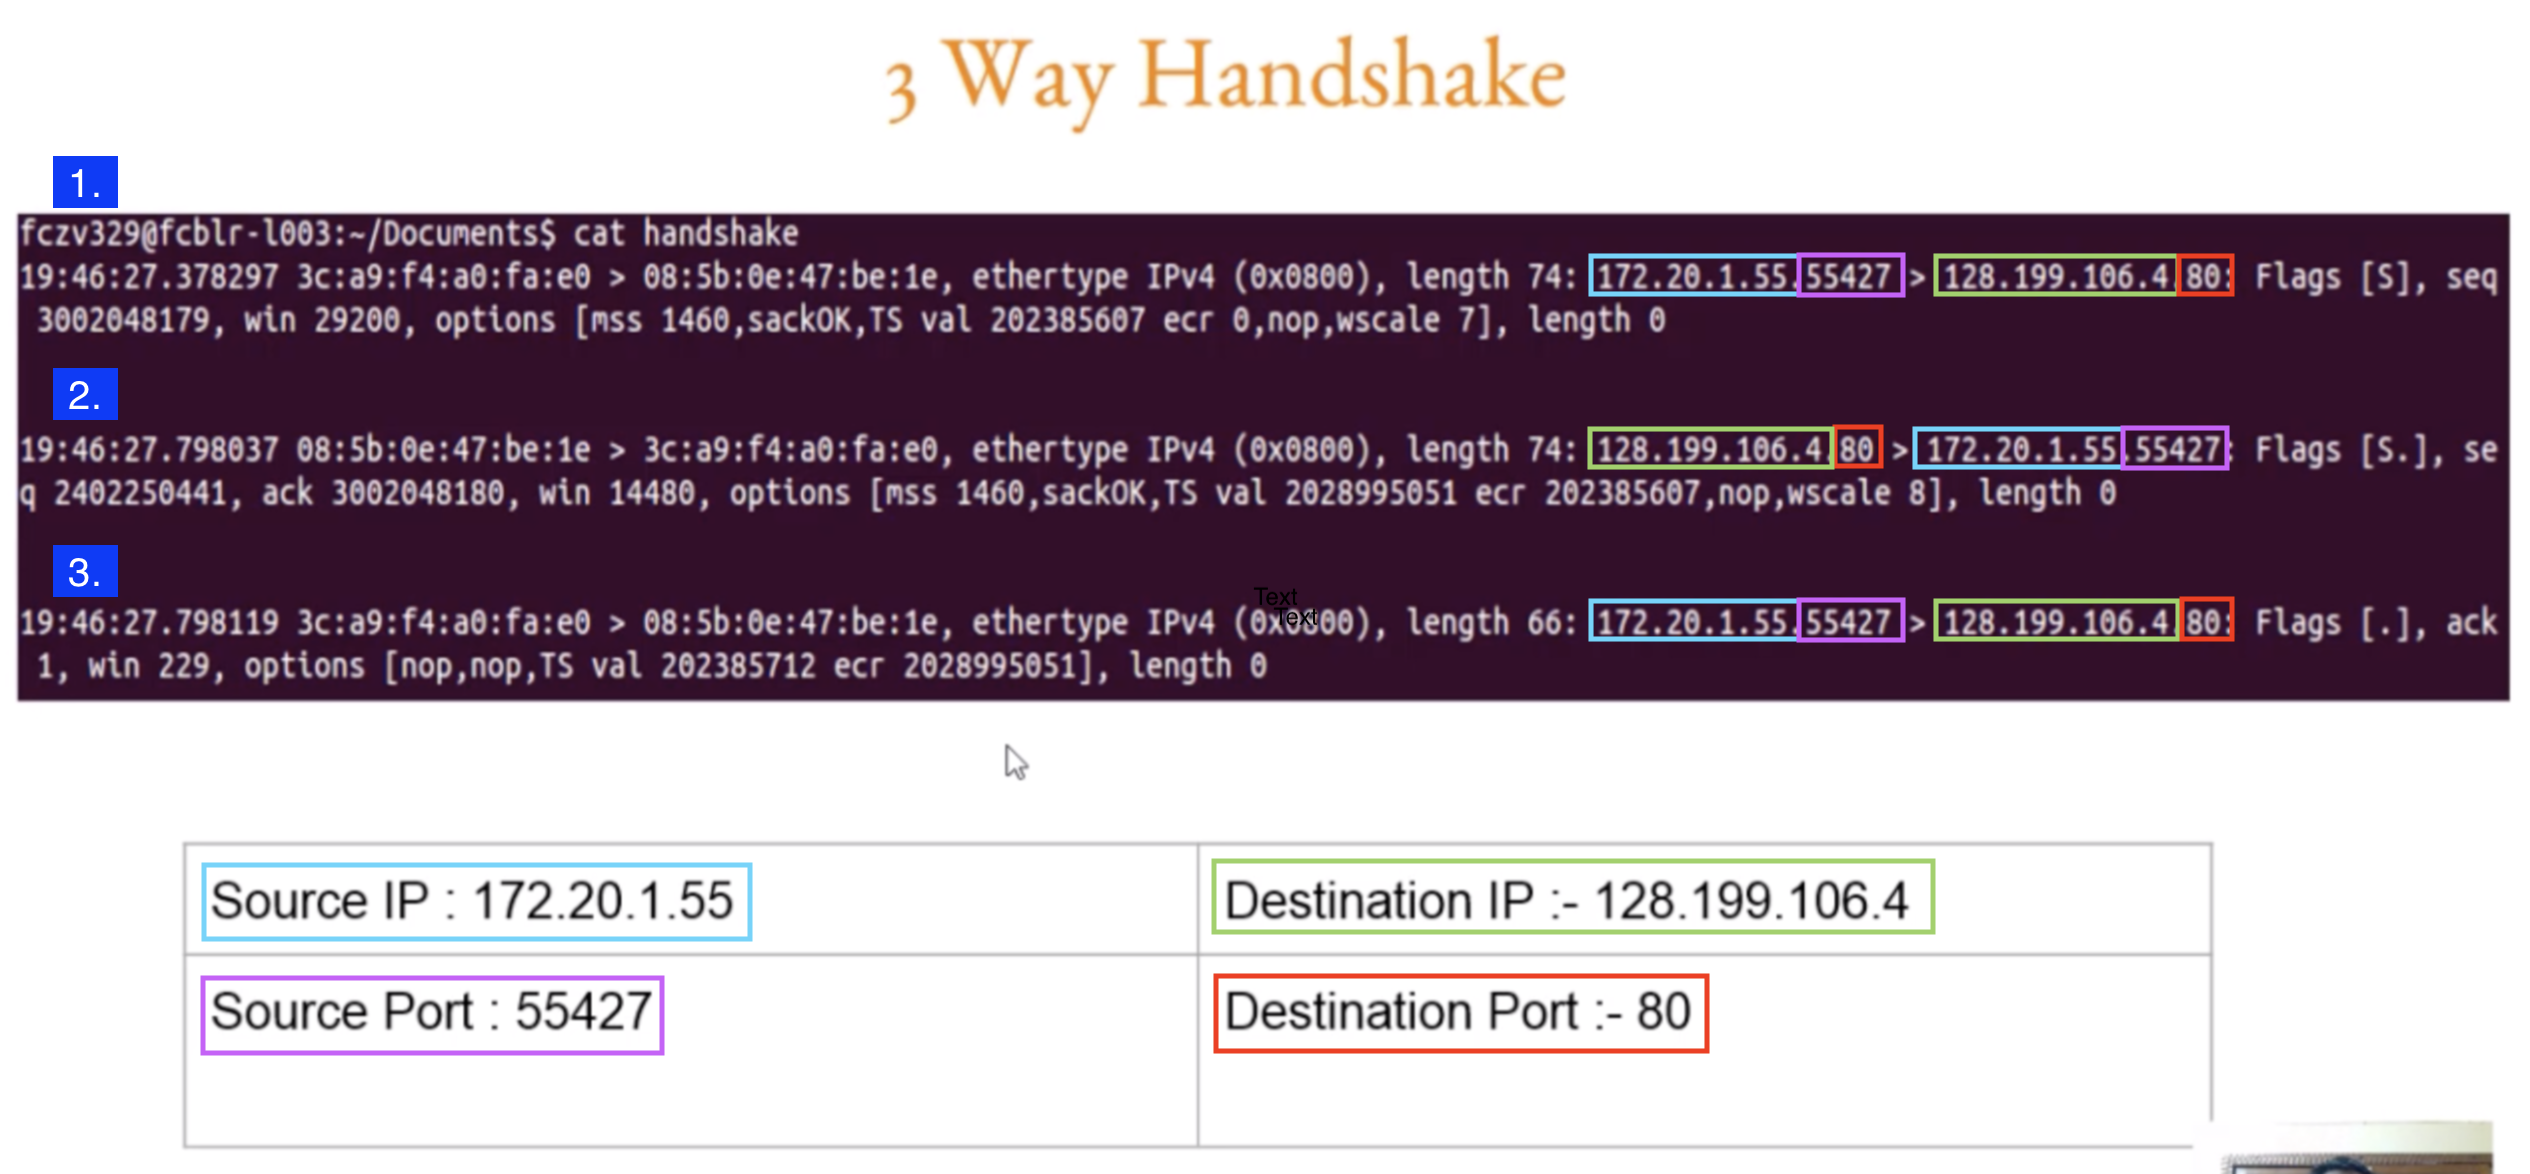 3 Way Handshake
1.
fczv329@fcblr-l003:~/Documents$ cat handshake
19:46:27.378297 3c:a9:f4:a0:fa:e0 > 08:5b:0e:47:be:1e, ethertype IPv4 (0x0800), length 74: 172.20.1.55.55427 > 128.199.106.4.80: Flags [S], seq
3002048179, win 29200, options [mss 1460,sackOK,TS val 202385607 ecr 0,nop,wscale 7], length 0
2.
19:46:27.798037 08:5b:0e:47:be:1e > 3c:a9:f4:a0:fa:e0, ethertype IPv4 (0x0800), length 74: 128.199.106.4.80 > 172.20.1.55.55427: Flags [S.], se
q 2402250441, ack 3002048180, win 14480, options [mss 1460,sackOK,TS val 2028995051 ecr 202385607,nop,wscale 8], length 0
3.
Text
Text
19:46:27.798119 3c:a9:f4:a0:fa:e0 > 08:5b:0e:47:be:1e, ethertype IPv4 (0x0800), length 66: 172.20.1.55.55427 > 128.199.106.4.80: Flags [.], ack
1, win 229, options [nop,nop,TS val 202385712 ecr 2028995051], length 0
Source IP : 172.20.1.55
Destination IP :- 128.199.106.4
Source Port : 55427
Destination Port :- 80